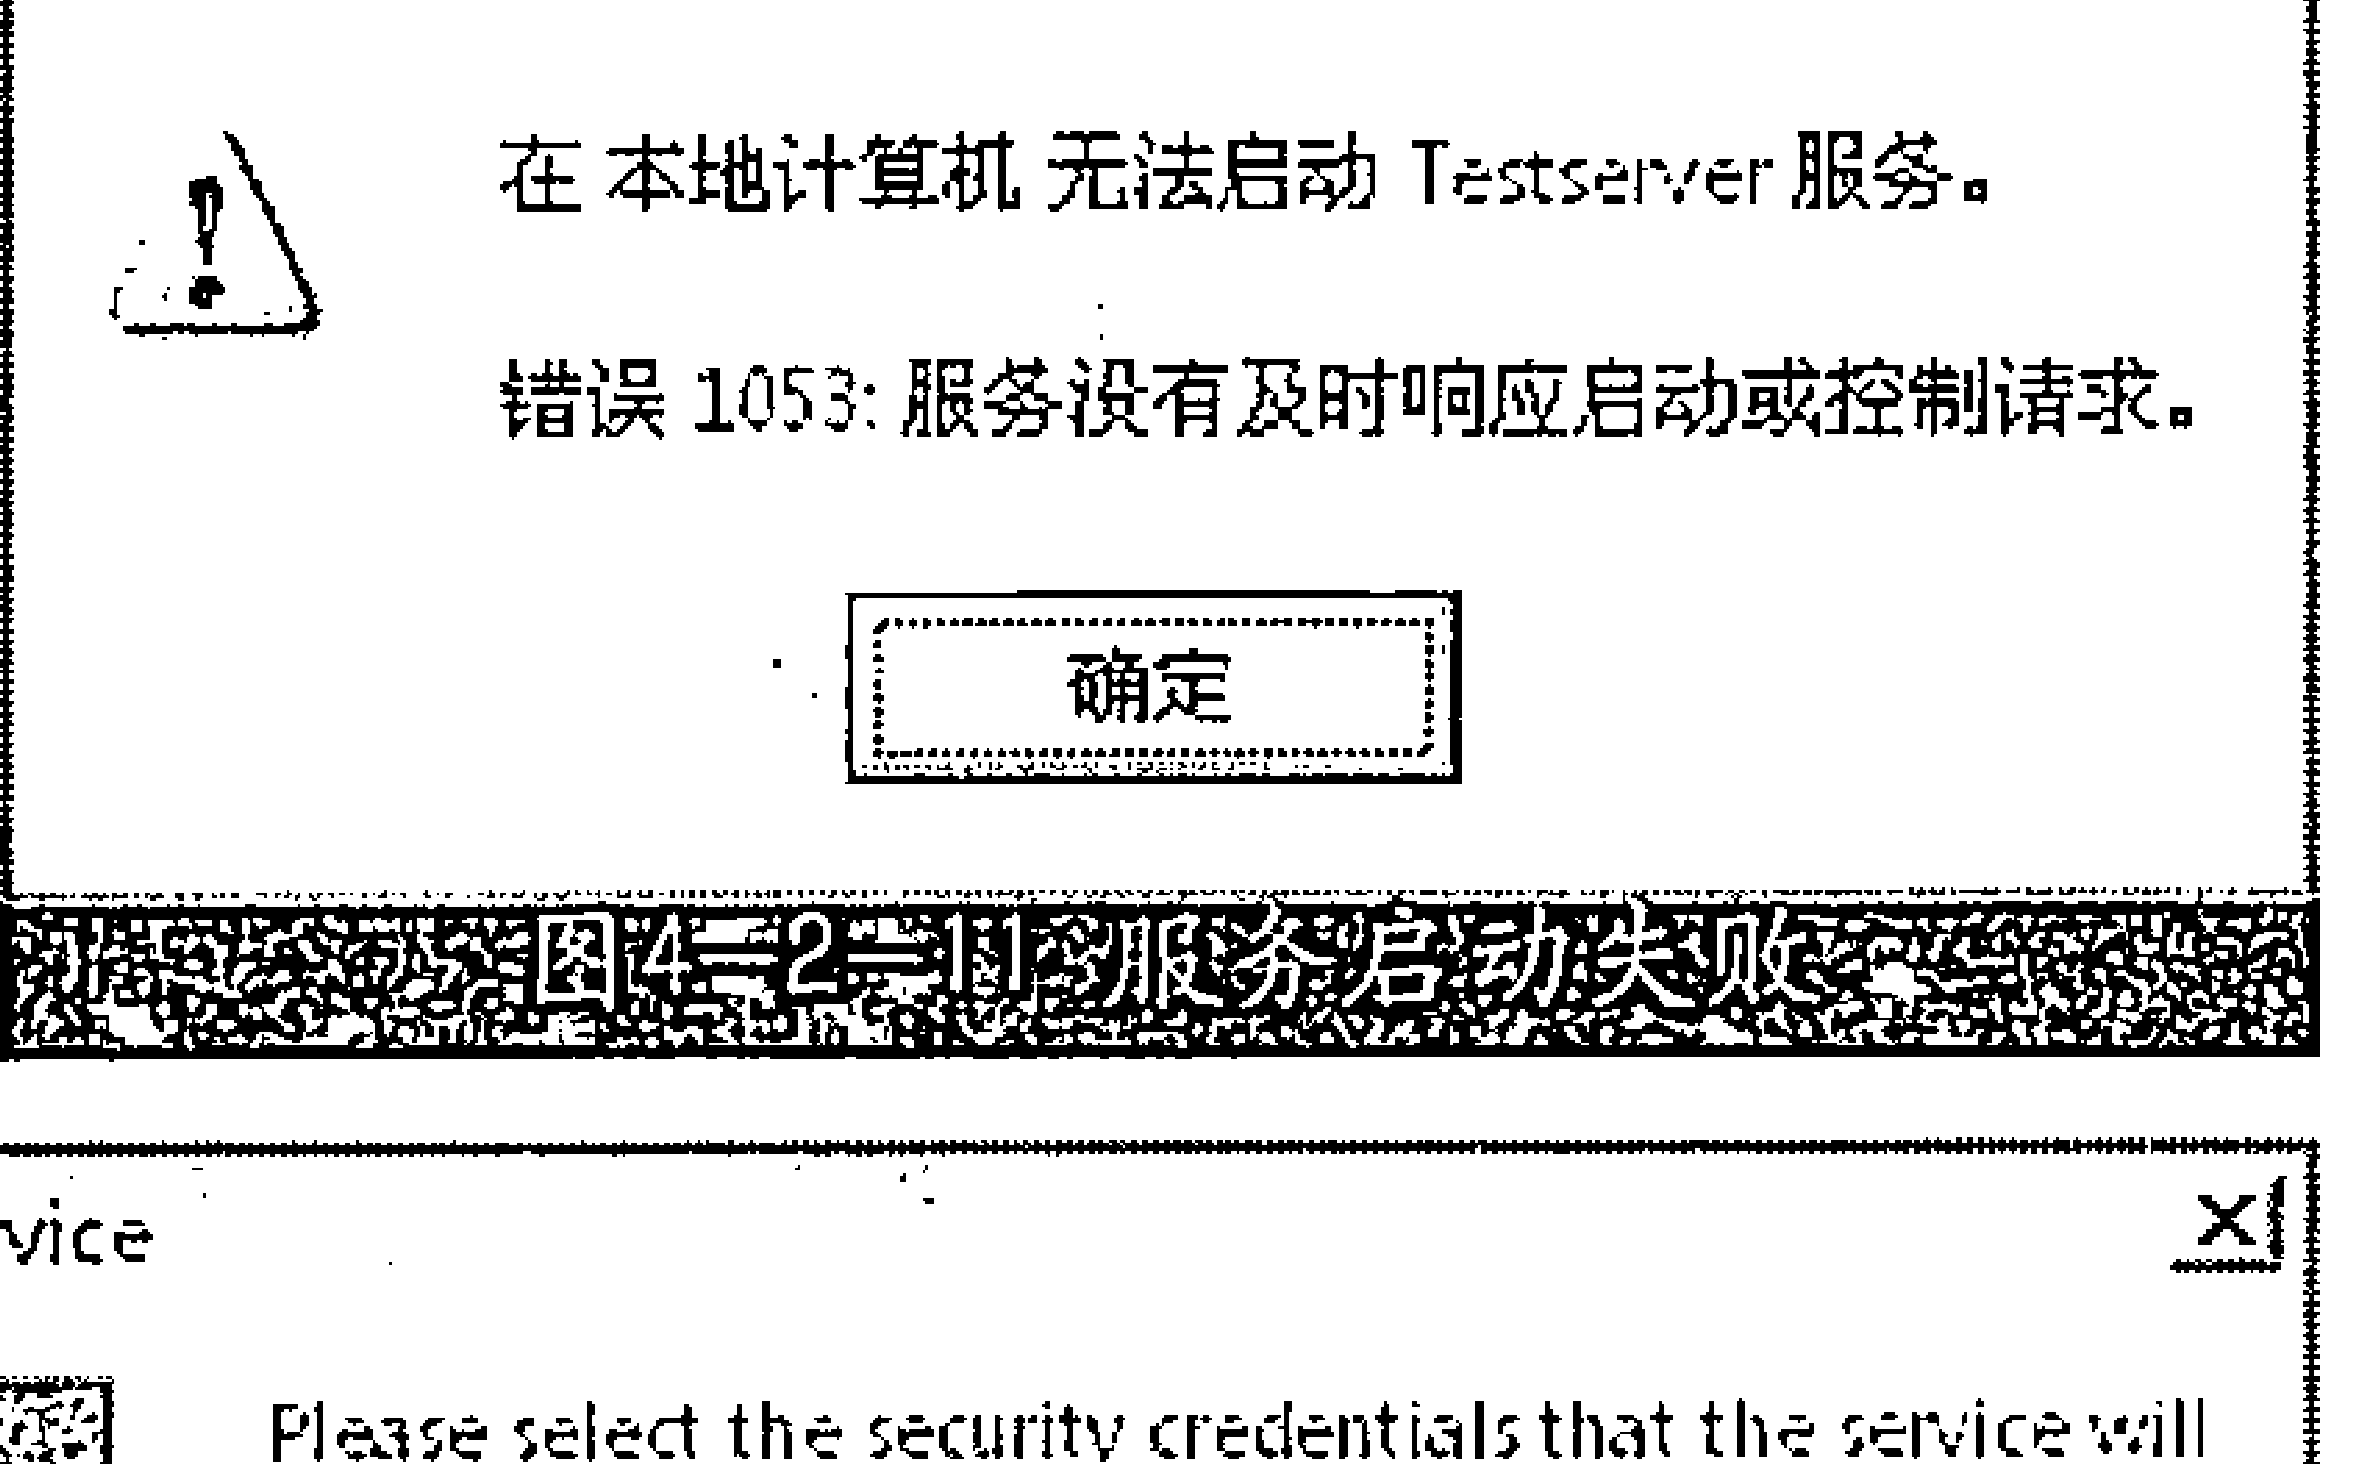 在 本地计算机 无法启动 Testserver 服务。
错误 1053: 服务没有及时响应启动或控制请求。
确定
图4—2—11 服务启动失败
vice
Please select the security credentials that the service will